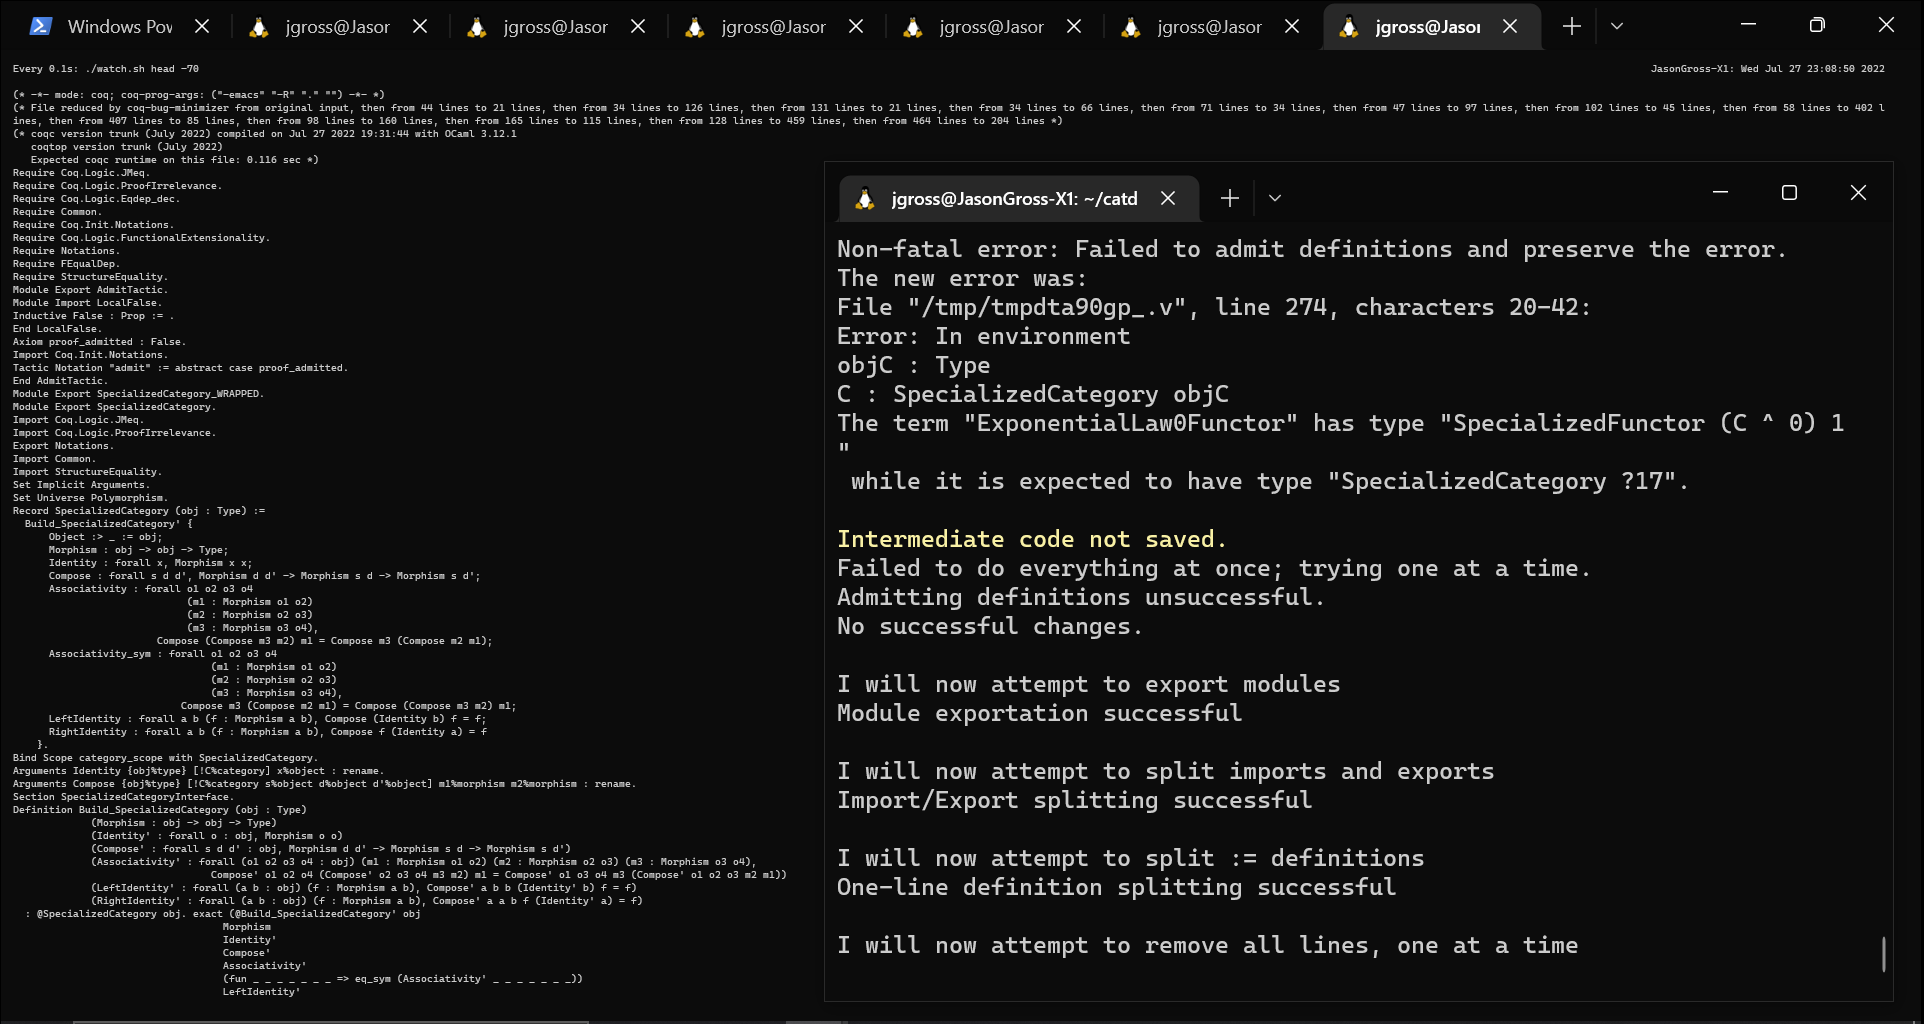 Windows Pov
jgross@Jasor
jgross@Jasor
jgross@Jasor
jgross@Jasor
jgross@Jasor
jgross@Jasor
Every 0.1s: ./watch.sh head -70
JasonGross-X1: Wed Jul 27 23:08:50 2022
(* -*- mode: coq; coq-prog-args: ("-emacs" "-R" "." "") -*- *)
(* File reduced by coq-bug-minimizer from original input, then from 44 lines to 21 lines, then from 34 lines to 126 lines, then from 131 lines to 21 lines, then from 34 lines to 66 lines, then from 71 lines to 34 lines, then from 47 lines to 97 lines, then from 102 lines to 45 lines, then from 58 lines to 402 l
ines, then from 407 lines to 85 lines, then from 98 lines to 160 lines, then from 165 lines to 115 lines, then from 128 lines to 459 lines, then from 464 lines to 204 lines *)
(* coqc version trunk (July 2022) compiled on Jul 27 2022 19:31:44 with OCaml 3.12.1
   coqtop version trunk (July 2022)
   Expected coqc runtime on this file: 0.116 sec *)
Require Coq.Logic.JMeq.
Require Coq.Logic.ProofIrrelevance.
Require Coq.Logic.Eqdep_dec.
Require Common.
Require Coq.Init.Notations.
Require Coq.Logic.FunctionalExtensionality.
Require Notations.
Require FEqualDep.
Require StructureEquality.
Module Export AdmitTactic.
Module Import LocalFalse.
Inductive False : Prop := .
End LocalFalse.
Axiom proof_admitted : False.
Import Coq.Init.Notations.
Tactic Notation "admit" := abstract case proof_admitted.
End AdmitTactic.
Module Export SpecializedCategory_WRAPPED.
Module Export SpecializedCategory.
Import Coq.Logic.JMeq.
Import Coq.Logic.ProofIrrelevance.
Export Notations.
Import Common.
Import StructureEquality.
Set Implicit Arguments.
Set Universe Polymorphism.
Record SpecializedCategory (obj : Type) :=
  Build_SpecializedCategory' {
      Object :> _ := obj;
      Morphism : obj -> obj -> Type;
      Identity : forall x, Morphism x x;
      Compose : forall s d d', Morphism d d' -> Morphism s d -> Morphism s d';
      Associativity : forall o1 o2 o3 o4
                             (m1 : Morphism o1 o2)
                             (m2 : Morphism o2 o3)
                             (m3 : Morphism o3 o4),
                        Compose (Compose m3 m2) m1 = Compose m3 (Compose m2 m1);
      Associativity_sym : forall o1 o2 o3 o4
                                 (m1 : Morphism o1 o2)
                                 (m2 : Morphism o2 o3)
                                 (m3 : Morphism o3 o4),
                            Compose m3 (Compose m2 m1) = Compose (Compose m3 m2) m1;
      LeftIdentity : forall a b (f : Morphism a b), Compose (Identity b) f = f;
      RightIdentity : forall a b (f : Morphism a b), Compose f (Identity a) = f
    }.
Bind Scope category_scope with SpecializedCategory.
Arguments Identity {obj%type} [!C%category] x%object : rename.
Arguments Compose {obj%type} [!C%category s%object d%object d'%object] m1%morphism m2%morphism : rename.
Section SpecializedCategoryInterface.
Definition Build_SpecializedCategory (obj : Type)
             (Morphism : obj -> obj -> Type)
             (Identity' : forall o : obj, Morphism o o)
             (Compose' : forall s d d' : obj, Morphism d d' -> Morphism s d -> Morphism s d')
             (Associativity' : forall (o1 o2 o3 o4 : obj) (m1 : Morphism o1 o2) (m2 : Morphism o2 o3) (m3 : Morphism o3 o4),
                                 Compose' o1 o2 o4 (Compose' o2 o3 o4 m3 m2) m1 = Compose' o1 o3 o4 m3 (Compose' o1 o2 o3 m2 m1))
             (LeftIdentity' : forall (a b : obj) (f : Morphism a b), Compose' a b b (Identity' b) f = f)
             (RightIdentity' : forall (a b : obj) (f : Morphism a b), Compose' a a b f (Identity' a) = f)
  : @SpecializedCategory obj. exact (@Build_SpecializedCategory' obj
                                   Morphism
                                   Identity'
                                   Compose'
                                   Associativity'
                                   (fun _ _ _ _ _ _ _ => eq_sym (Associativity' _ _ _ _ _ _ _))
                                   LeftIdentity'
jgross@JasonGross-X1: ~/catd
Non-fatal error: Failed to admit definitions and preserve the error.
The new error was:
File "/tmp/tmpdta90gp_.v", line 274, characters 20-42:
Error: In environment
objC : Type
C : SpecializedCategory objC
The term "ExponentialLaw0Functor" has type "SpecializedFunctor (C ^ 0) 1
"
 while it is expected to have type "SpecializedCategory ?17".
Intermediate code not saved.
Failed to do everything at once; trying one at a time.
Admitting definitions unsuccessful.
No successful changes.
I will now attempt to export modules
Module exportation successful
I will now attempt to split imports and exports
Import/Export splitting successful
I will now attempt to split := definitions
One-line definition splitting successful
I will now attempt to remove all lines, one at a time